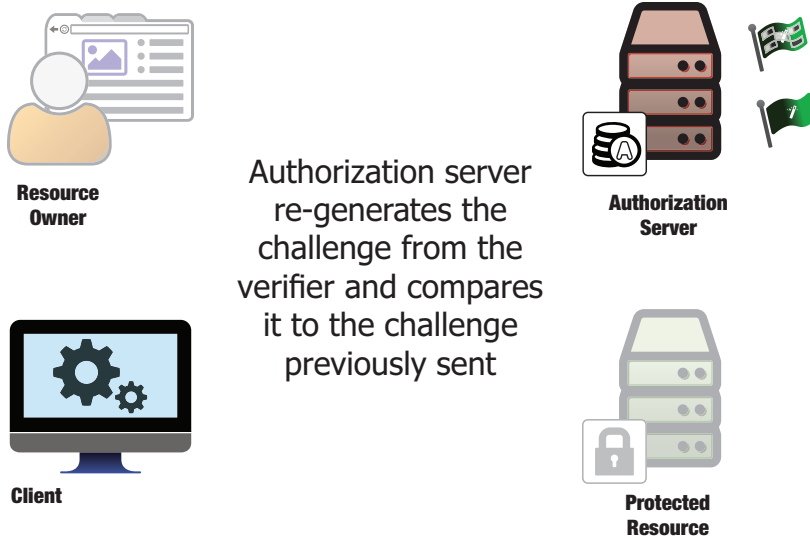 Resource
Owner
Authorization server
re-generates the
challenge from the
verifier and compares
it to the challenge
previously sent
A
Authorization
Server
Client
Protected
Resource